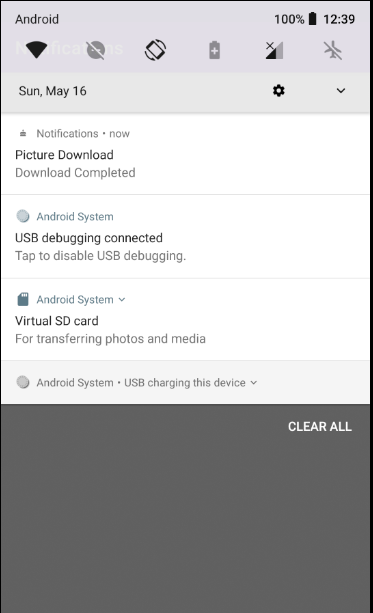 Android 100% 12:39
Notifications
Sun, May 16
Notifications • now
Picture Download
Download Completed
Android System
USB debugging connected
Tap to disable USB debugging.
Android System
Virtual SD card
For transferring photos and media
Android System • USB charging this device
CLEAR ALL